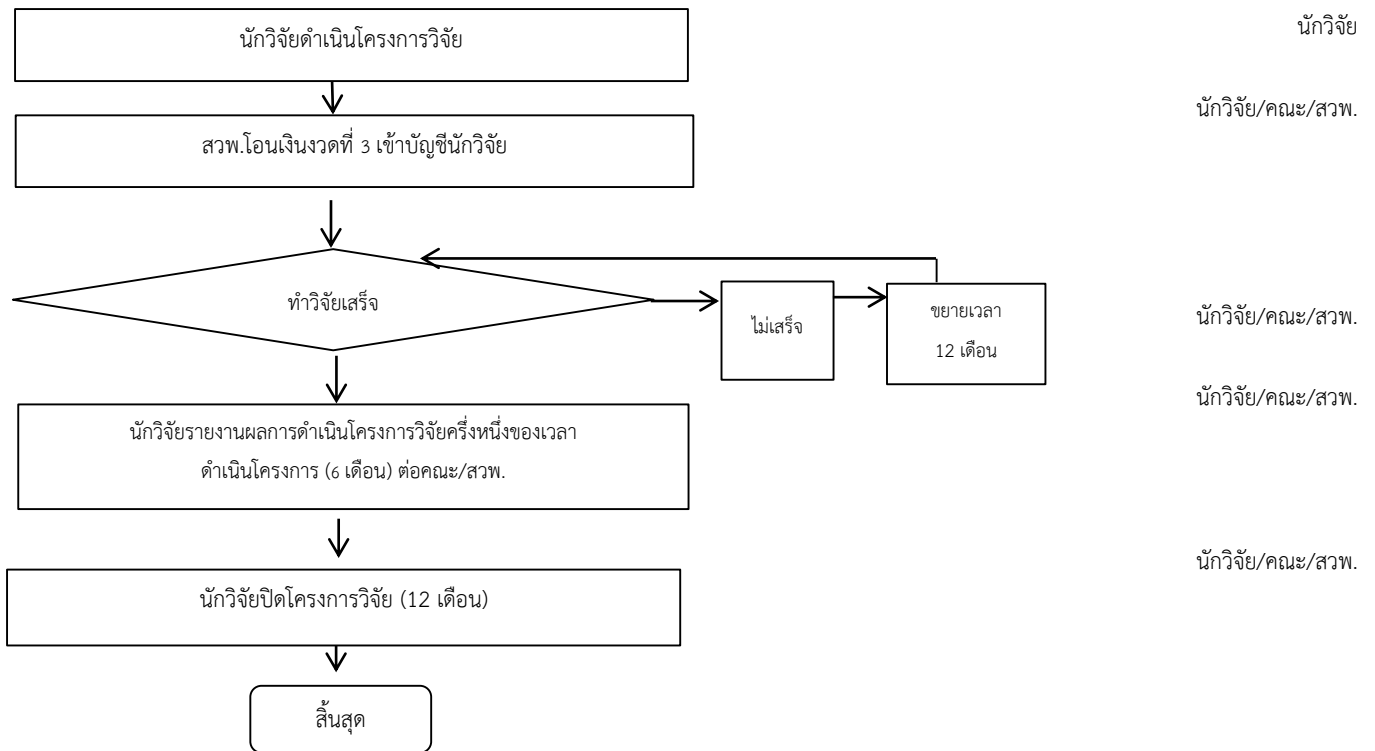 นักวิจัยดำเนินโครงการวิจัย
นักวิจัย
สวพ.โอนเงินงวดที่ 3 เข้าบัญชีนักวิจัย
นักวิจัย/คณะ/สวพ.
ทำวิจัยเสร็จ
ไม่เสร็จ
ขยายเวลา
12 เดือน
นักวิจัย/คณะ/สวพ.
นักวิจัยรายงานผลการดำเนินโครงการวิจัยครึ่งหนึ่งของเวลา
ดำเนินโครงการ (6 เดือน) ต่อคณะ/สวพ.
นักวิจัย/คณะ/สวพ.
นักวิจัยปิดโครงการวิจัย (12 เดือน)
นักวิจัย/คณะ/สวพ.
สิ้นสุด